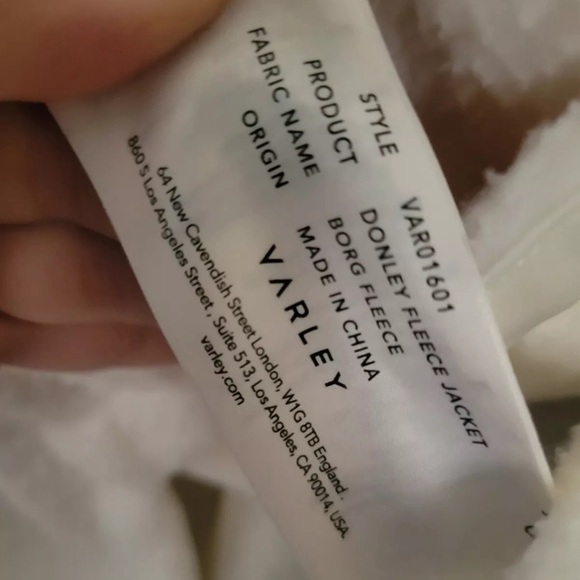 STYLE VAR01601
PRODUCT DONLEY FLEECE JACKET
FABRIC NAME BORG FLEECE
ORIGIN MADE IN CHINA
VARLEY
64 New Cavendish Street London, W1G 8TB England.
860 S Los Angeles Street, Suite 513, Los Angeles, CA 90014, USA.
varley.com